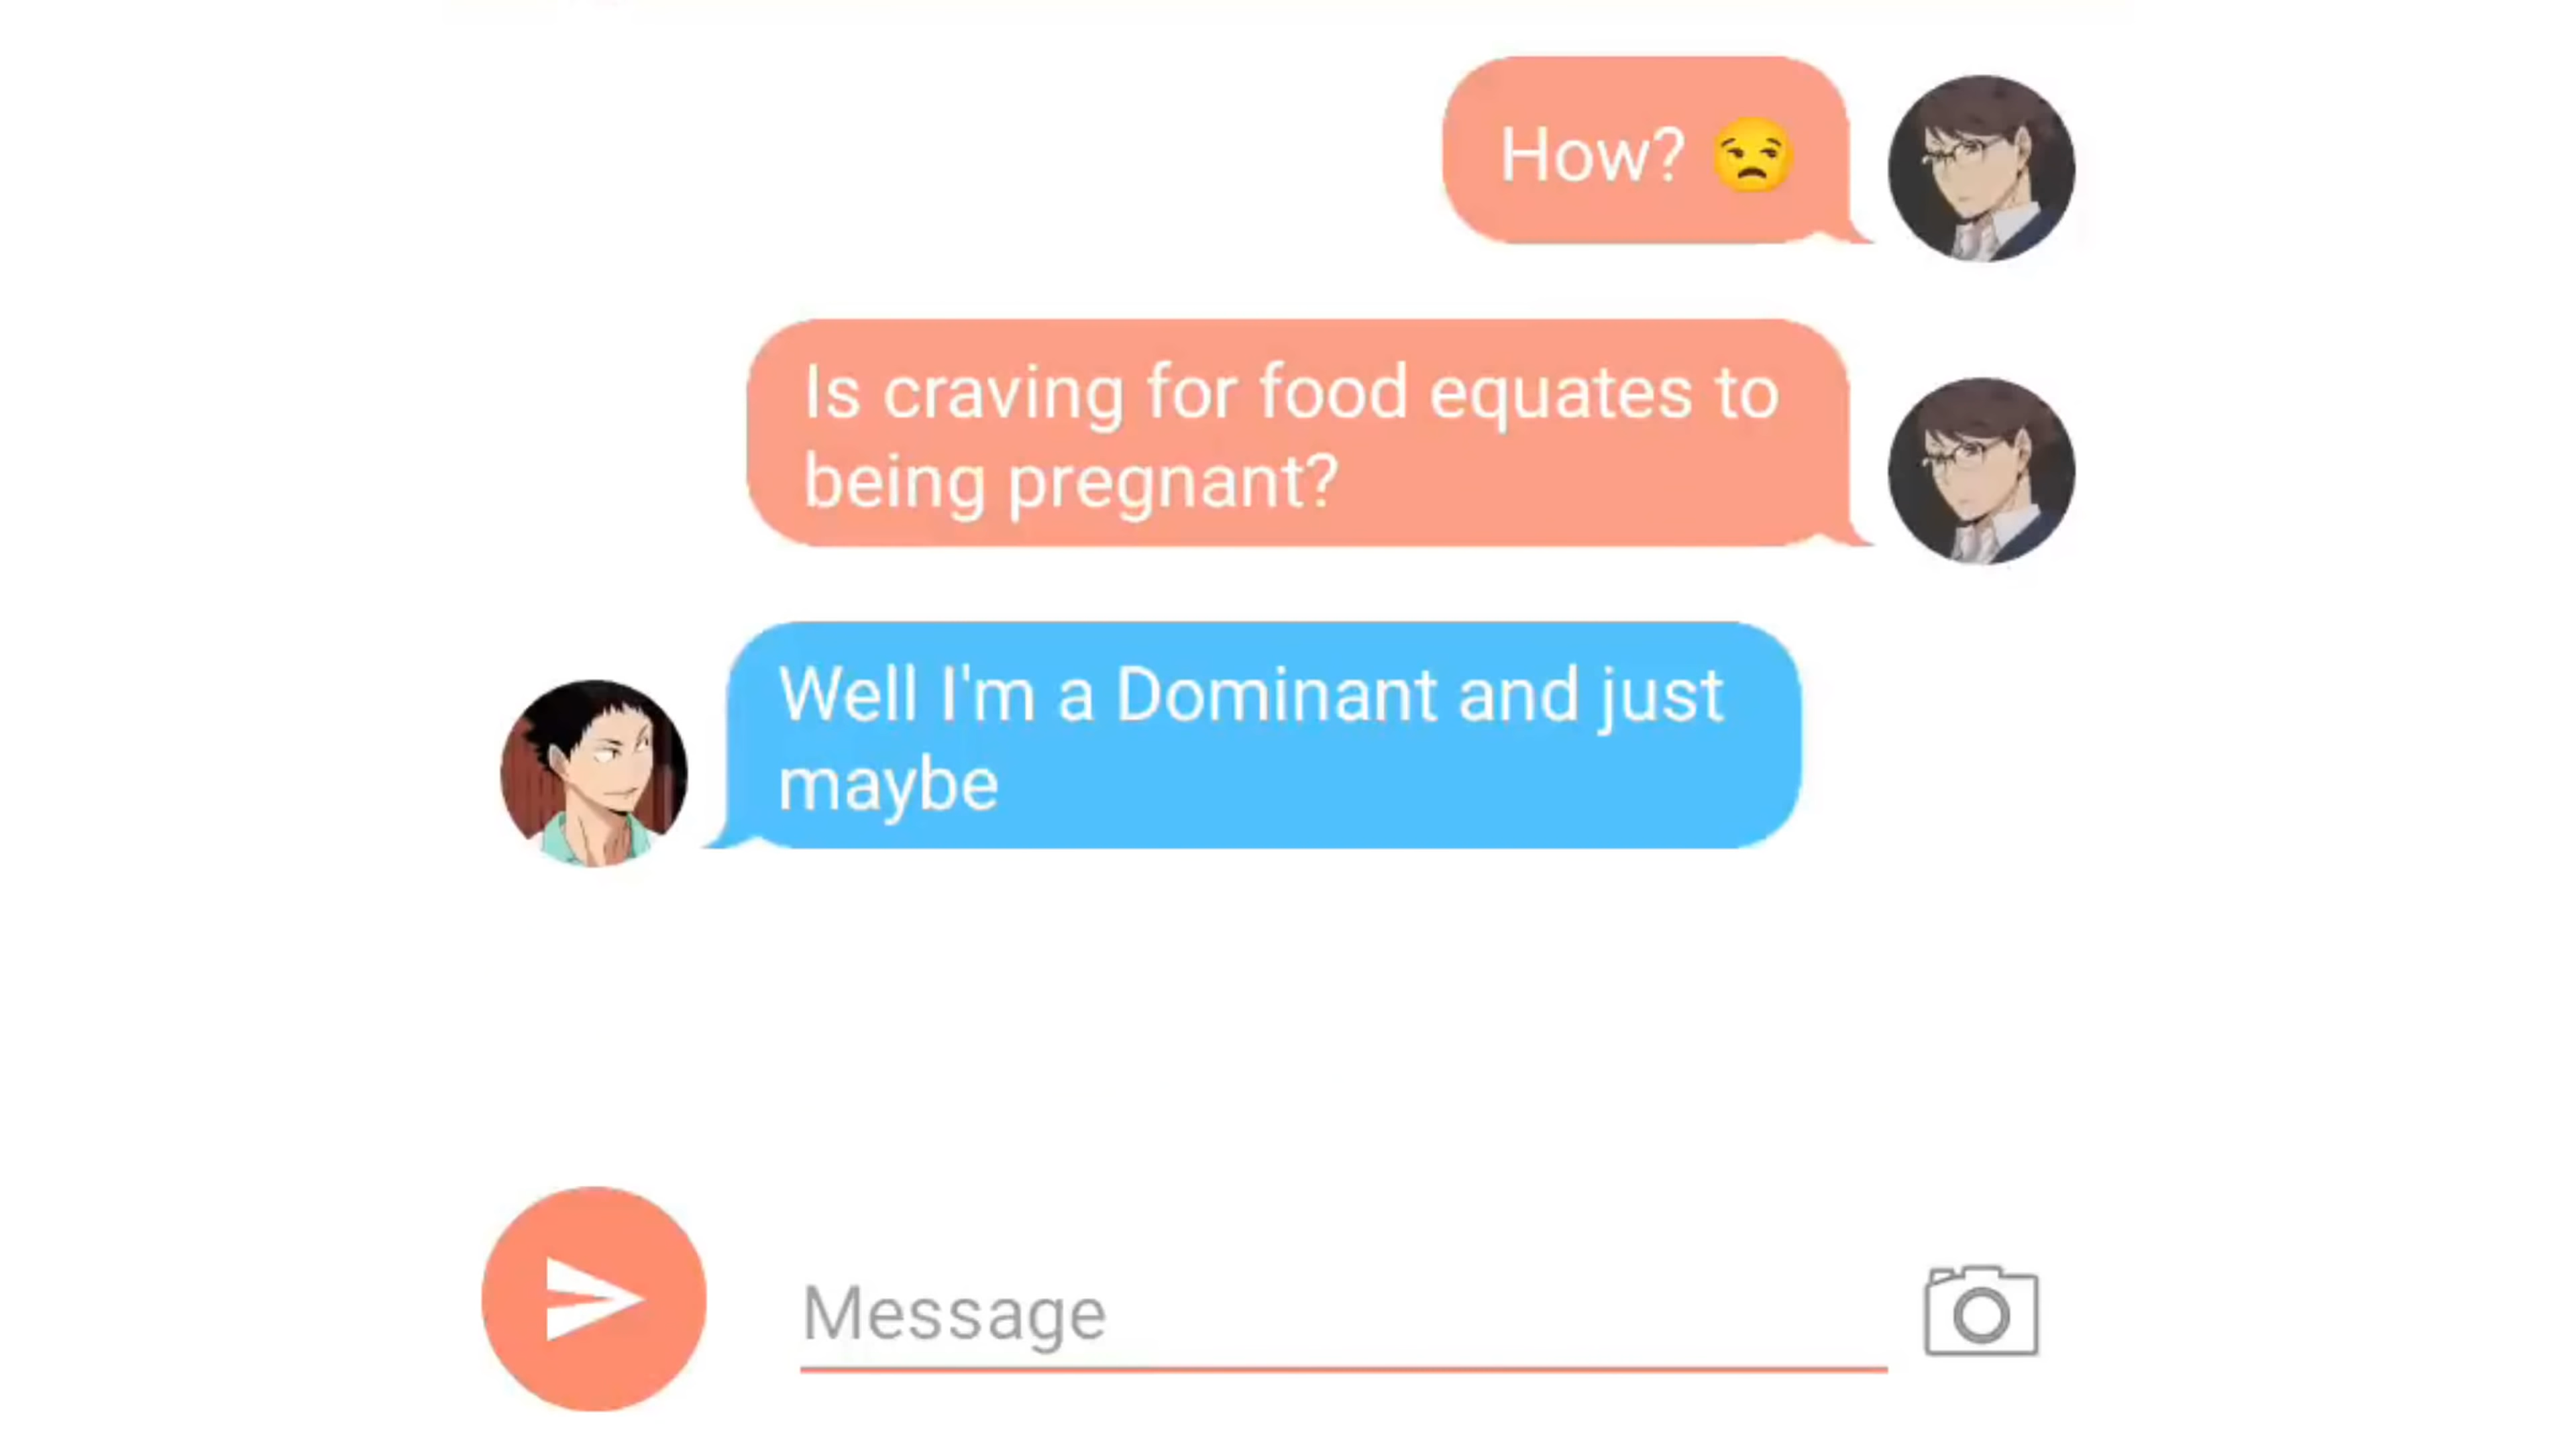 How? 😒
Is craving for food equates to
being pregnant?
Well I'm a Dominant and just
maybe
Message